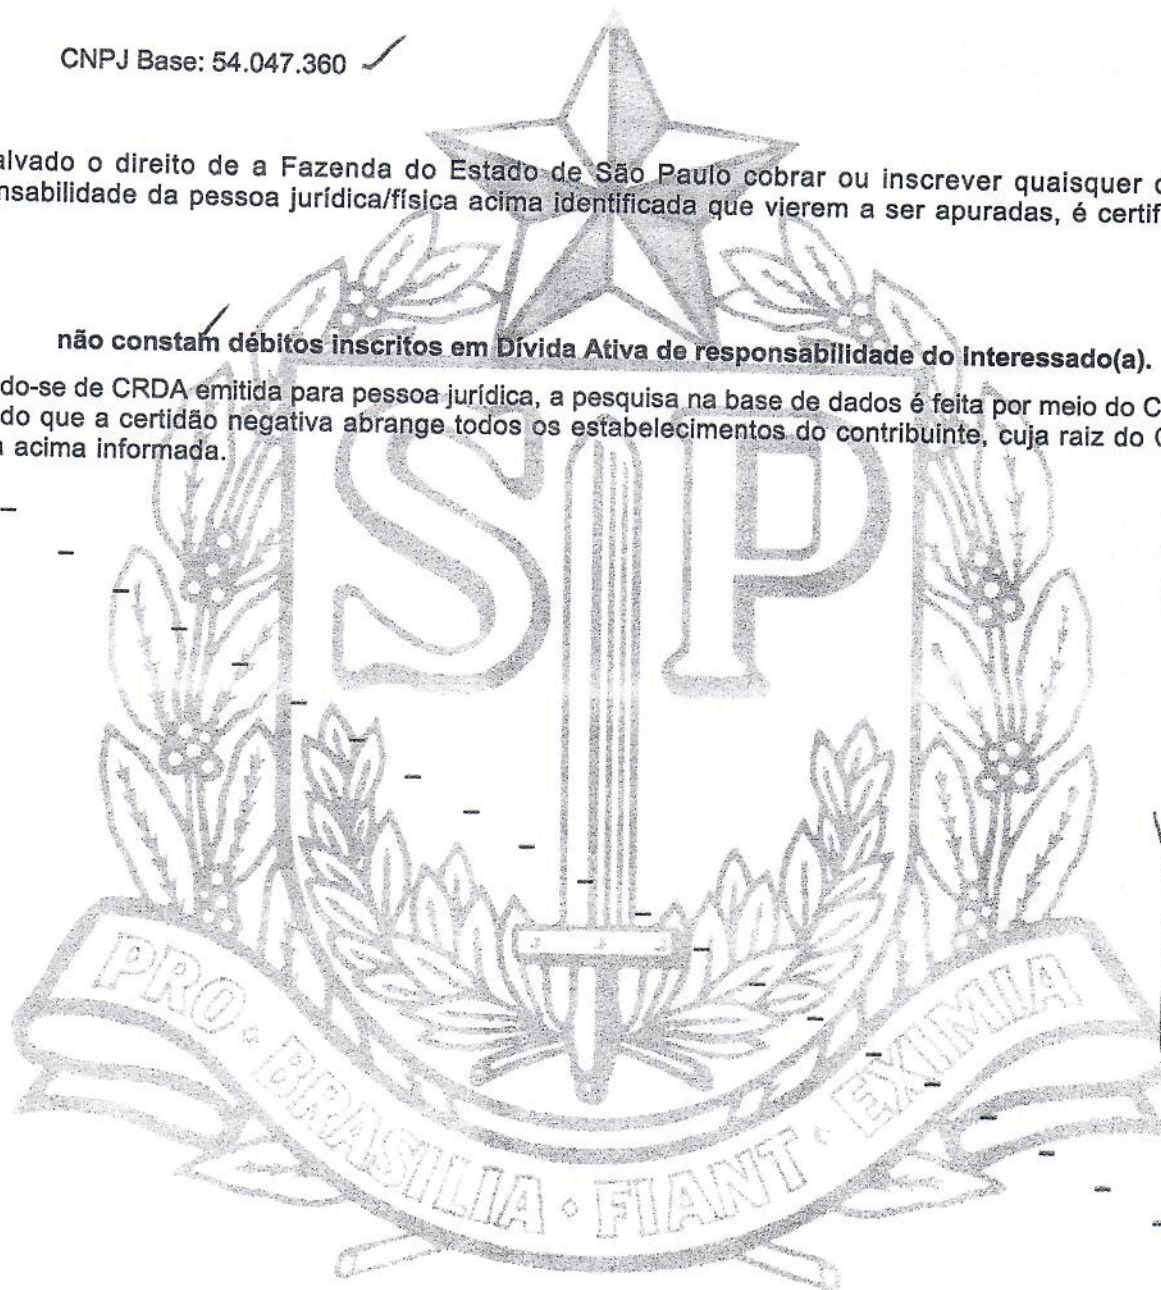 CNPJ Base: 54.047.360
alvado o direito de a Fazenda do Estado de São Paulo cobrar ou inscrever quaisquer
nsabilidade da pessoa jurídica/física acima identificada que vierem a ser apuradas, é certif
não constam débitos inscritos em Dívida Ativa de responsabilidade do Interessado(a).
do-se de CRDA emitida para pessoa jurídica, a pesquisa na base de dados é feita por meio do C
do que a certidão negativa abrange todos os estabelecimentos do contribuinte, cuja raiz do
acima informada.
SP
PRO BRASILIA FIANT EXIMIA